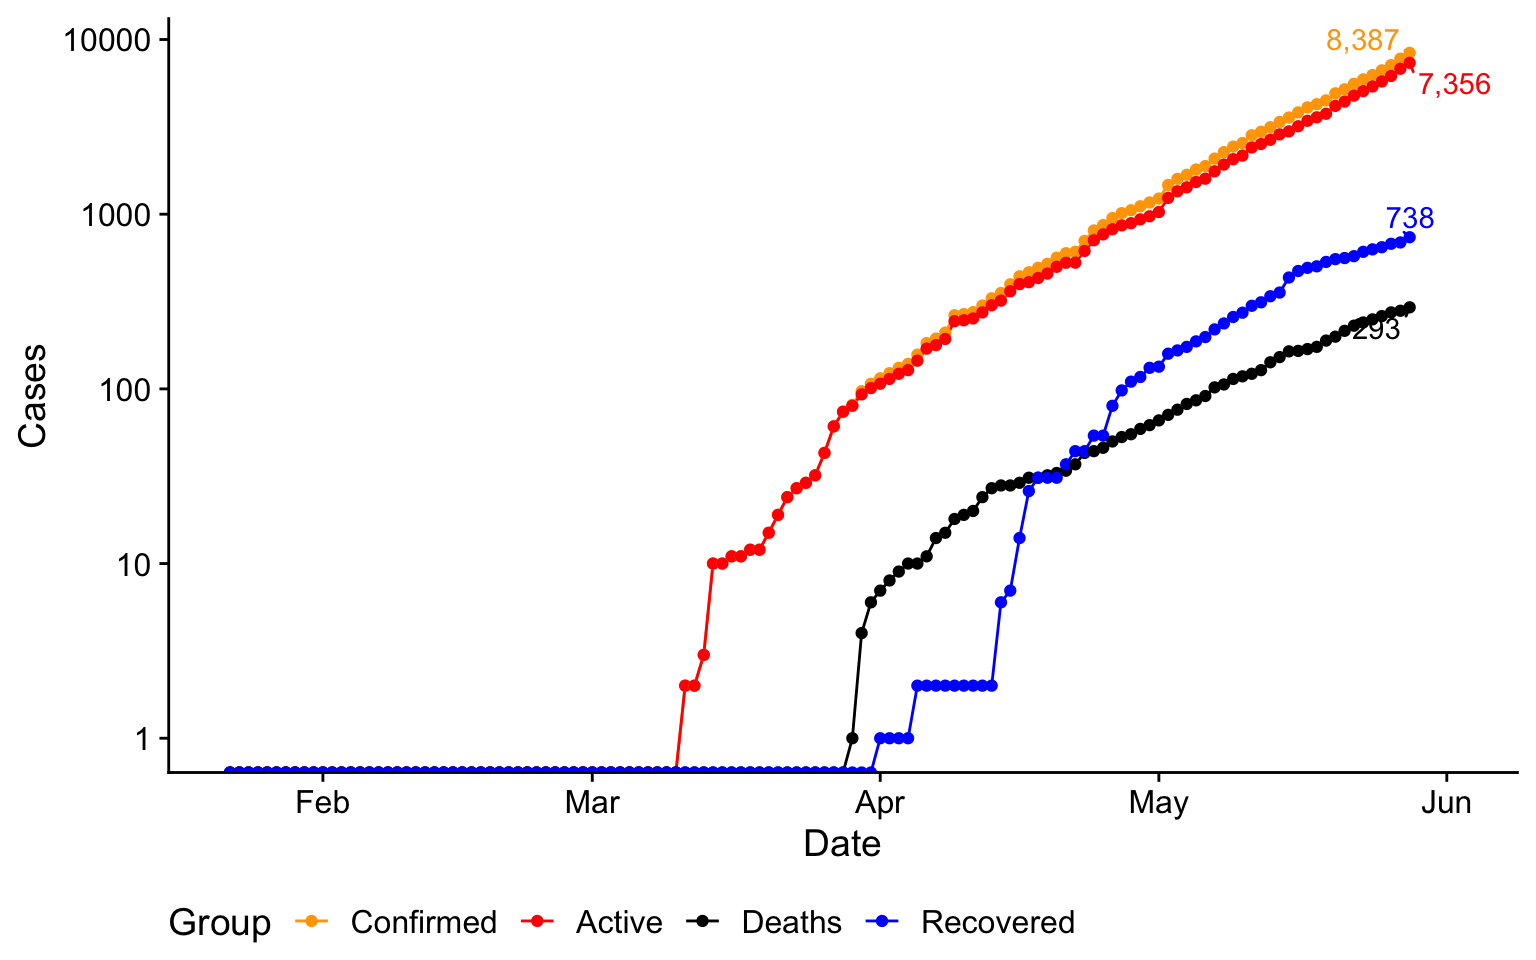 10000
1000
100
10
1
Cases
8,387
7,356
738
293
Feb Mar Apr May Jun
Date
Group Confirmed Active Deaths Recovered